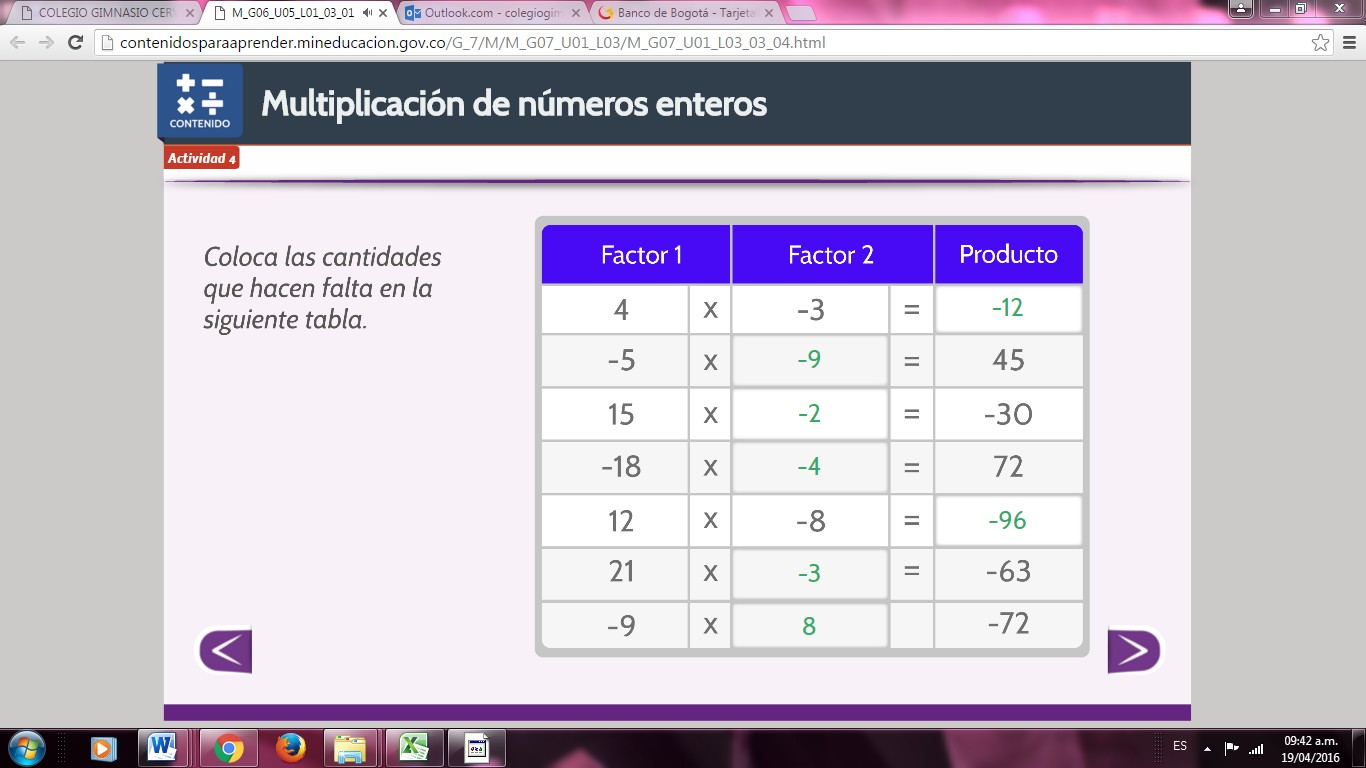 COLEGIO GIMNASIO CER
M_G06_U05_L01_03_01
Outlook.com - colegiogim
Banco de Bogotá - Tarjeta
contenidosparaaprender.mineducacion.gov.co/G_7/M/M_G07_U01_L03/M_G07_U01_L03_03_04.html
CONTENIDO
Multiplicación de números enteros
Actividad 4
Coloca las cantidades
que hacen falta en la
siguiente tabla.
Factor 1 Factor 2 Producto
4 x -3 = -12
-5 x -9 = 45
15 x -2 = -30
-18 x -4 = 72
12 x -8 = -96
21 x -3 = -63
-9 x 8 -72
ES
09:42 a.m.
19/04/2016